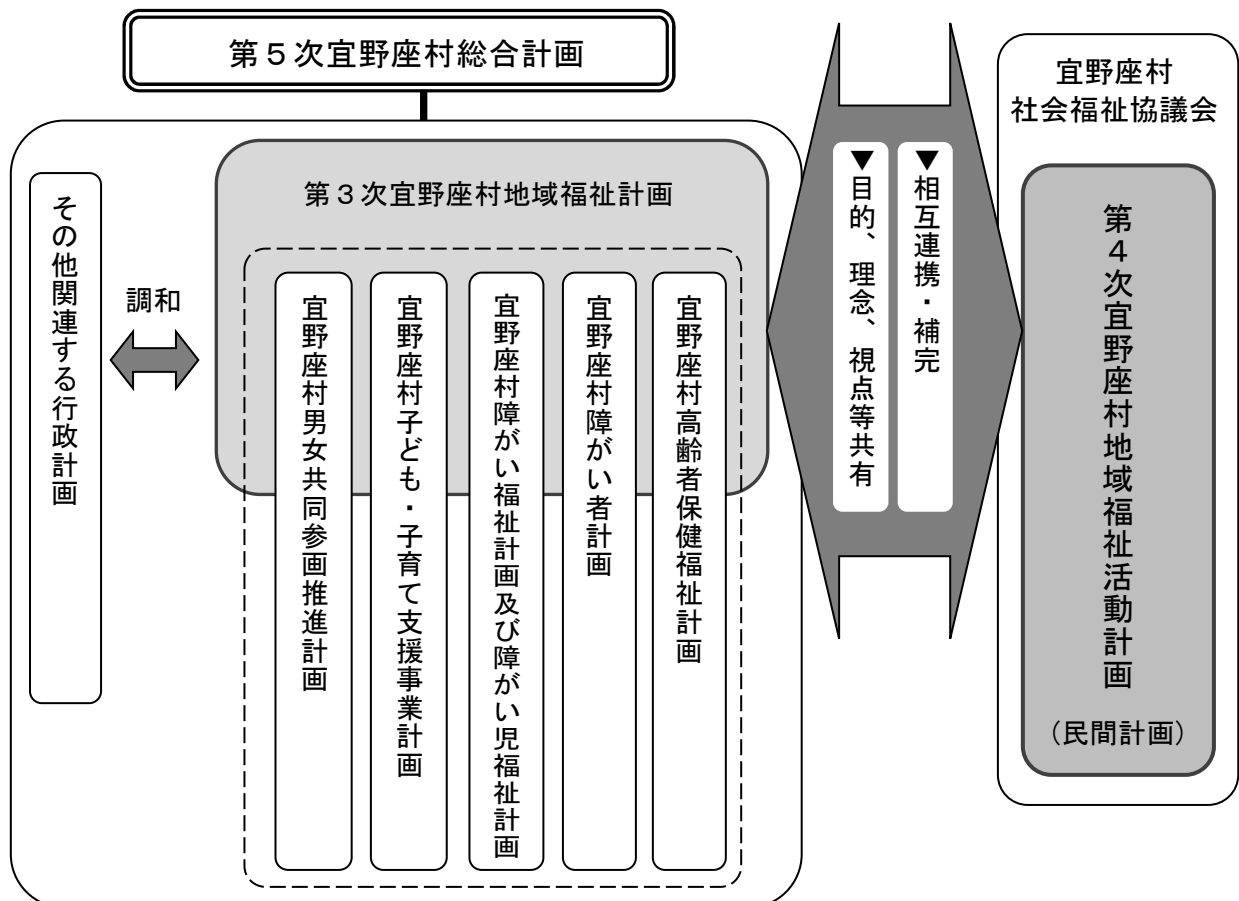 第５次宜野座村総合計画
第３次宜野座村地域福祉計画
その他関連する行政計画
調和
宜野座村男女共同参画推進計画
宜野座村子ども・子育て支援事業計画
宜野座村障がい福祉計画及び障がい児福祉計画
宜野座村障がい者計画
宜野座村高齢者保健福祉計画
▼相互連携・補完
▼目的、理念、視点等共有
宜野座村
社会福祉協議会
第４次宜野座村地域福祉活動計画
（民間計画）